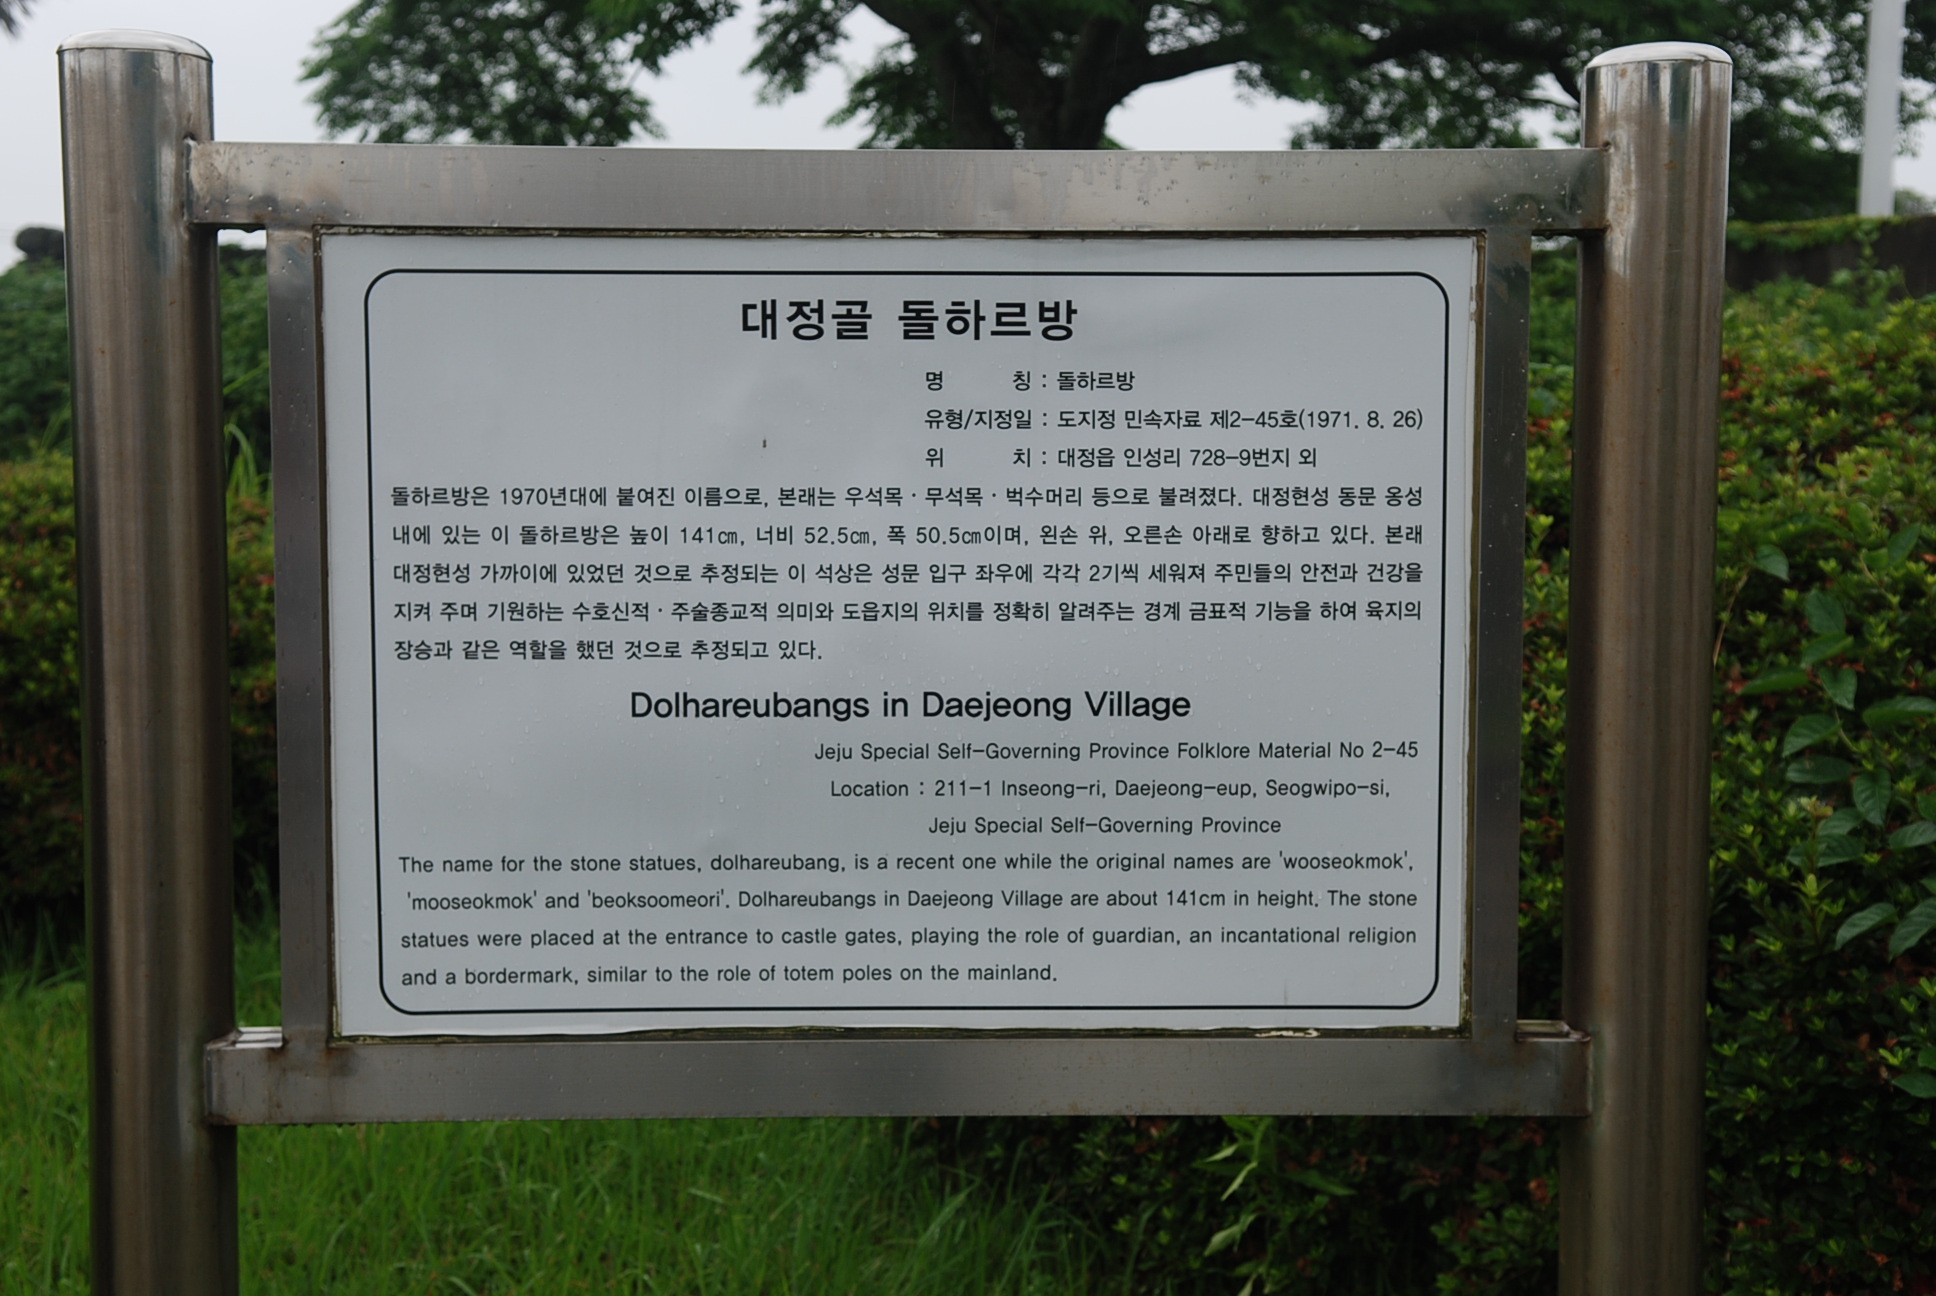 대정골 돌하르방
명 칭 : 돌하르방
유형/지정일 : 도지정 민속자료 제2-45호(1971. 8. 26)
위 치 : 대정읍 인성리 728-9번지 외
돌하르방은 1970년대에 붙여진 이름으로, 본래는 우석목 · 무석목 · 벅수머리 등으로 불려졌다. 대정현성 동문 옹성
내에 있는 이 돌하르방은 높이 141㎝, 너비 52.5㎝, 폭 50.5㎝이며, 왼손 위, 오른손 아래로 향하고 있다. 본래
대정현성 가까이에 있었던 것으로 추정되는 이 석상은 성문 입구 좌우에 각각 2기씩 세워져 주민들의 안전과 건강을
지켜 주며 기원하는 수호신적 · 주술종교적 의미와 도읍지의 위치를 정확히 알려주는 경계 금표적 기능을 하여 육지의
장승과 같은 역할을 했던 것으로 추정되고 있다.
Dolhareubangs in Daejeong Village
Jeju Special Self-Governing Province Folklore Material No 2-45
Location : 211-1 Inseong-ri, Daejeong-eup, Seogwipo-si,
Jeju Special Self-Governing Province
The name for the stone statues, dolhareubang, is a recent one while the original names are 'wooseokmok',
'mooseokmok' and 'beoksoomeori'. Dolhareubangs in Daejeong Village are about 141cm in height. The stone
statues were placed at the entrance to castle gates, playing the role of guardian, an incantational religion
and a bordermark, similar to the role of totem poles on the mainland.